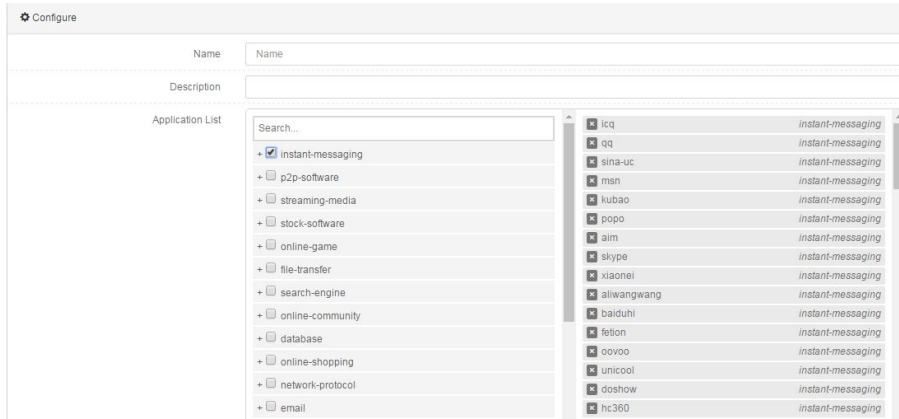 Configure
Name
Name
Description
Application List
Search...
+ instant-messaging
+ p2p-software
+ streaming-media
+ stock-software
+ online-game
+ file-transfer
+ search-engine
+ online-community
+ database
+ online-shopping
+ network-protocol
+ email
icq instant-messaging
qq instant-messaging
sina-uc instant-messaging
msn instant-messaging
kubao instant-messaging
popo instant-messaging
aim instant-messaging
skype instant-messaging
xiaonei instant-messaging
aliwangwang instant-messaging
baiduhi instant-messaging
fetion instant-messaging
oovoo instant-messaging
unicool instant-messaging
doshow instant-messaging
hc360 instant-messaging